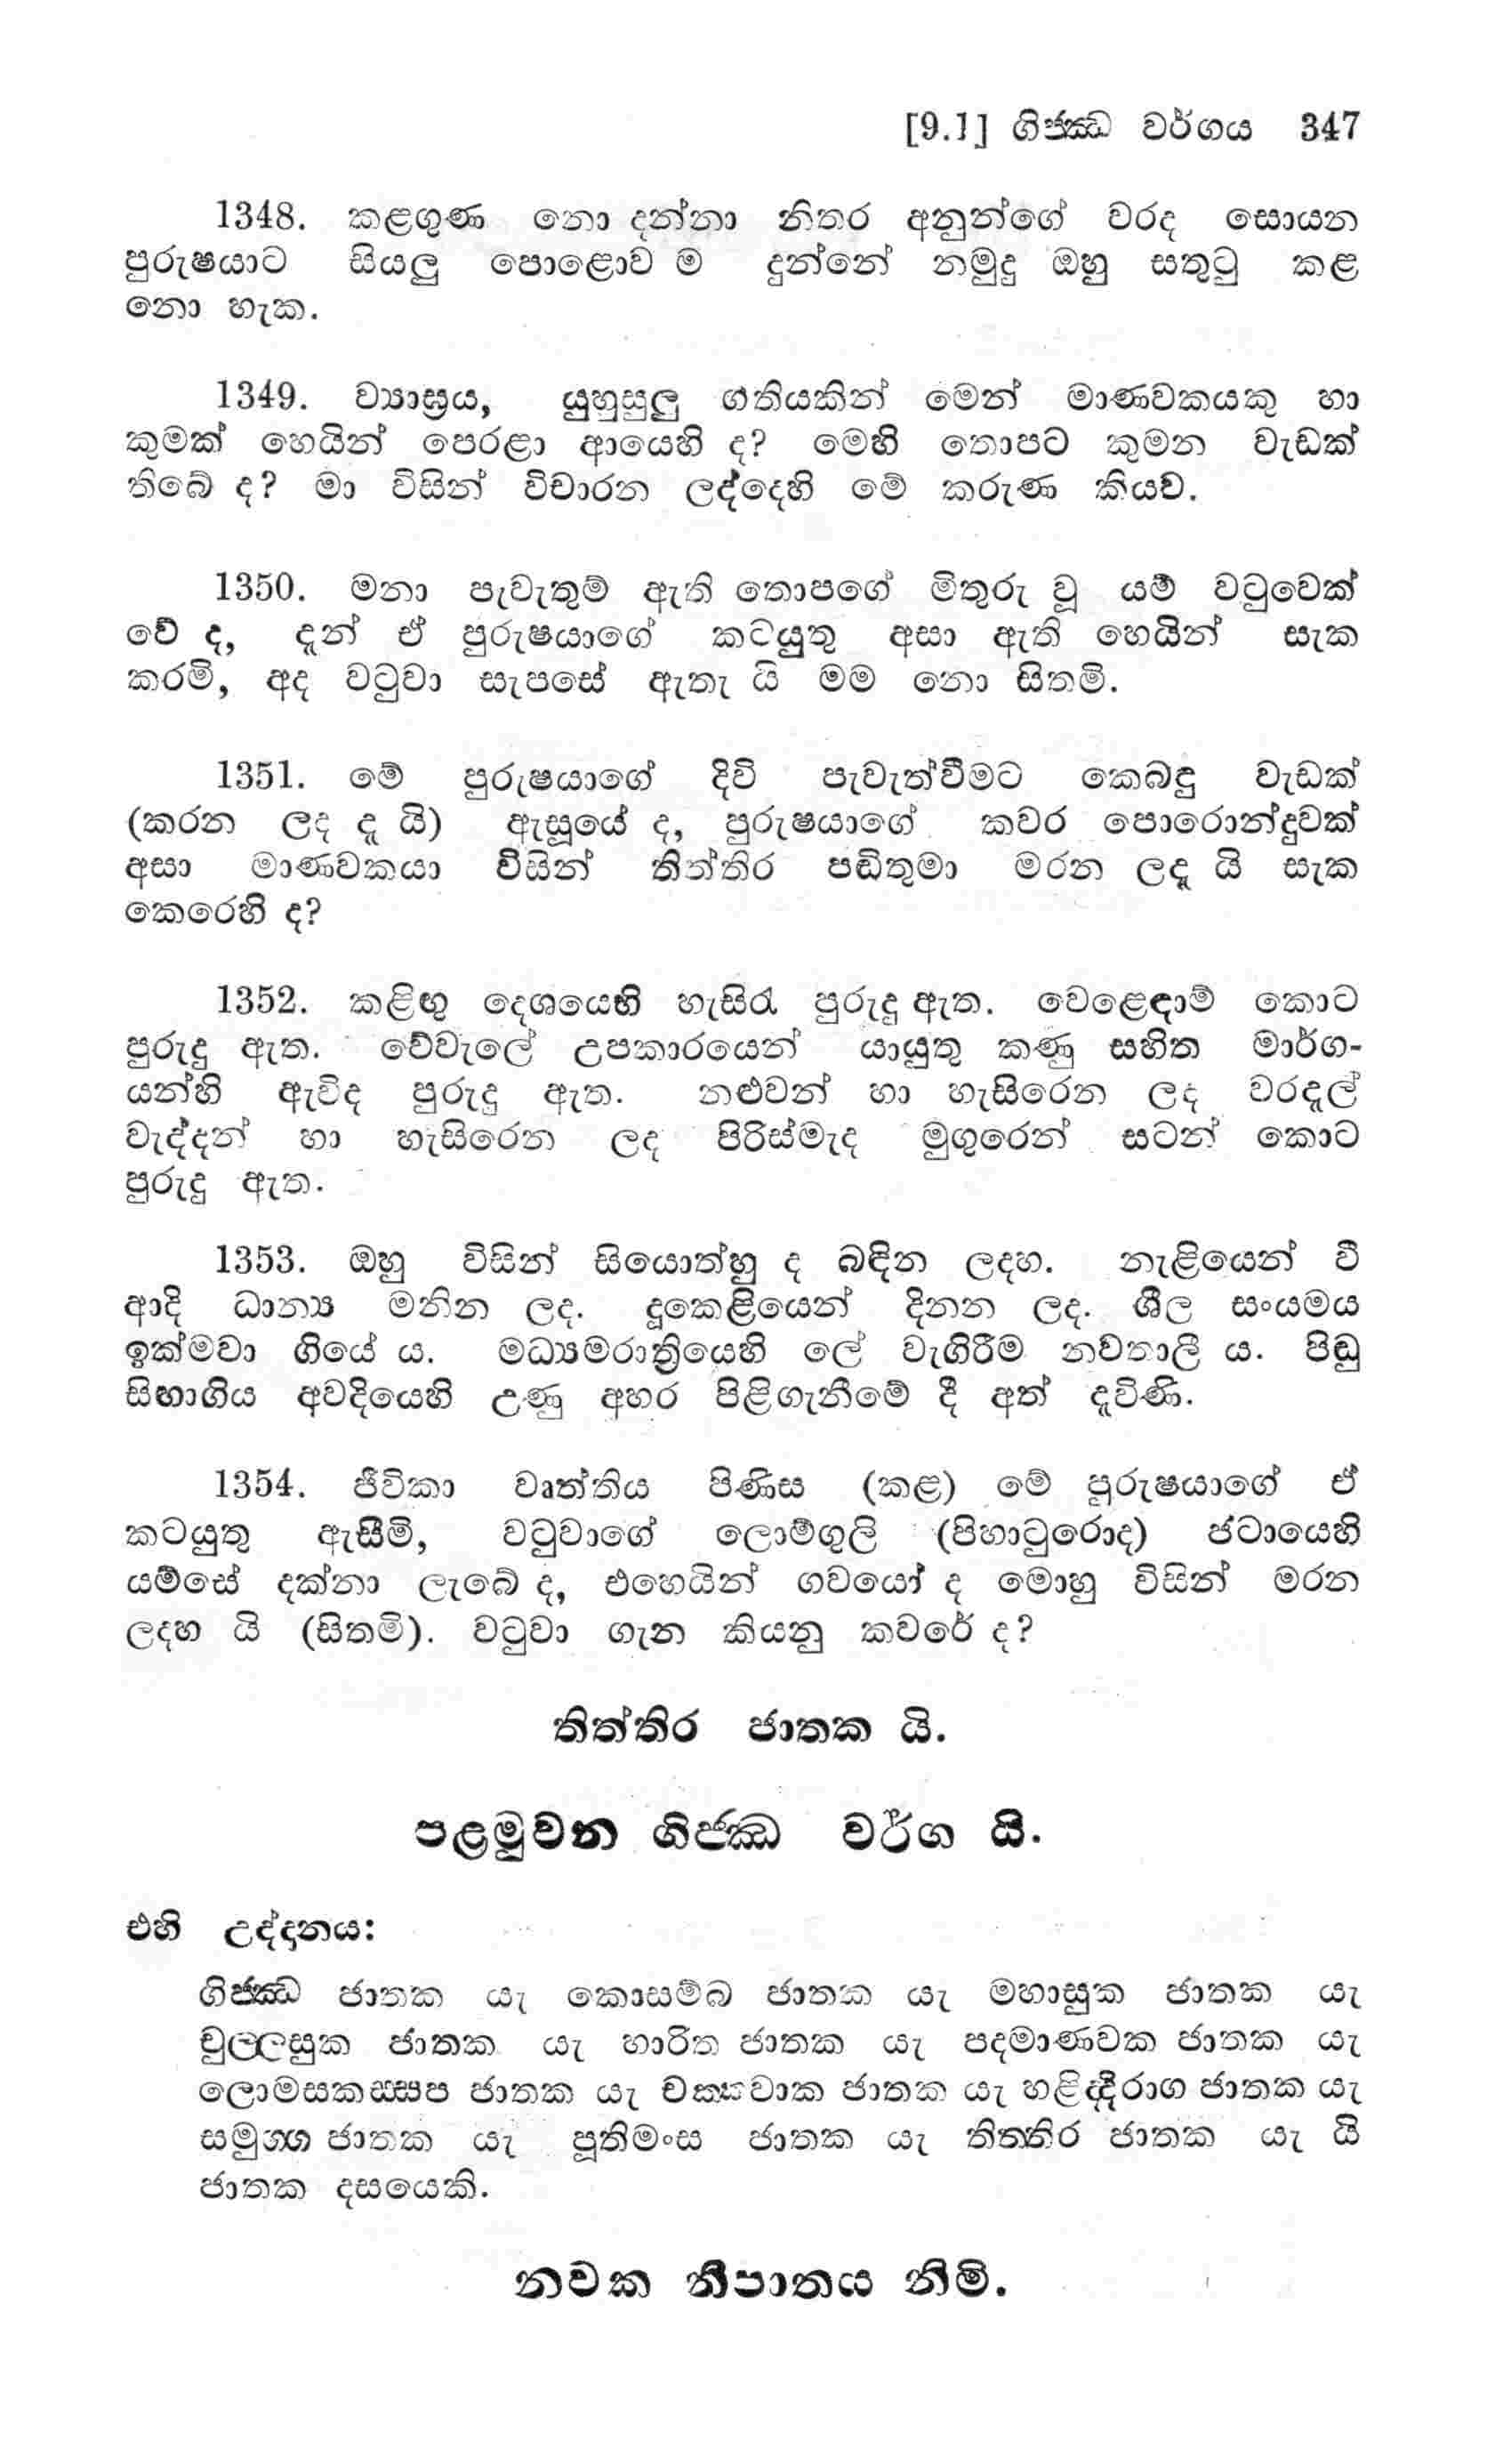 [9.1] ගිජ්ඣ වර්ගය 347
1348. කළගුණ නො දන්නා නිතර අනුන්ගේ වරද සොයන
පුරුෂයාට සියලු පොළොව ම දුන්නේ නමුදු ඔහු සතුටු කළ
නො හැක.
1349. ව්‍යාඝ්‍රය, යුහුසුලු ගතියකින් මෙන් මාණවකයකු හා
කුමක් හෙයින් පෙරළා ආයෙහි ද? මෙහි තොපට කුමන වැඩක්
තිබේ ද? මා විසින් විචාරන ලද්දෙහි මේ කරුණ කියව.
1350. මනා පැවැතුම් ඇති තොපගේ මිතුරු වූ යම් වටුවෙක්
වේ ද, දැන් ඒ පුරුෂයාගේ කටයුතු අසා ඇති හෙයින් සැක
කරමි, අද වටුවා සැපසේ ඇතැ යි මම නො සිතමි.
1351. මේ පුරුෂයාගේ දිවි පැවැත්වීමට කෙබඳු වැඩක්
(කරන ලද දැ යි) ඇසූයේ ද, පුරුෂයාගේ කවර පොරොන්දුවක්
අසා මාණවකයා විසින් තිත්තිර පඬිතුමා මරන ලදැ යි සැක
කෙරෙහි ද?
1352. කළිඟු දෙශයෙහි හැසිර පුරුදු ඇත. වෙළෙඳාම් කොට
පුරුදු ඇත. වේවැලේ උපකාරයෙන් යායුතු කණු සහිත මාර්ග-
යන්හි ඇවිද පුරුදු ඇත. නළුවන් හා හැසිරෙන ලද වරදැල්
වැද්දන් හා හැසිරෙන ලද පිරිස්මැද මුගුරෙන් සටන් කොට
පුරුදු ඇත.
1353. ඔහු විසින් සියොත්හු ද බඳින ලදහ. නැළියෙන් වී
ආදි ධාන්‍ය මනින ලද. දූකෙළියෙන් දිනන ලද. ශීල සංයමය
ඉක්මවා ගියේ ය. මධ්‍යමරාත්‍රියෙහි ලේ වැගිරීම නවතාලී ය. පිඬු
සිඟාගිය අවදියෙහි උණු අහර පිළිගැනීමේ දී අත් දැවිණි.
1354. ජීවිකා වෘත්තිය පිණිස (කළ) මේ පුරුෂයාගේ ඒ
කටයුතු ඇසීමි, වටුවාගේ ලොම්ගුලි (පිහාටුරොද) ජටායෙහි
යම්සේ දක්නා ලැබේ ද, එහෙයින් ගවයෝ ද මොහු විසින් මරන
ලදහ යි (සිතමි). වටුවා ගැන කියනු කවරේ ද?
තිත්තිර ජාතක යි.
පළමුවන ගිජ්ඣ වර්ග යි.
එහි උද්දානය:
ගිජ්ඣ ජාතක යැ කොසම්බ ජාතක යැ මහාසුක ජාතක යැ
චුල්ලසුක ජාතක යැ හාරිත ජාතක යැ පදමාණවක ජාතක යැ
ලොමසකස්සප ජාතක යැ චක්කවාක ජාතක යැ හළිද්දිරාග ජාතක යැ
සමුග්ග ජාතක යැ පූතිමංස ජාතක යැ තිත්තිර ජාතක යැ යි
ජාතක දසයෙකි.
නවක නිපාතය නිමි.